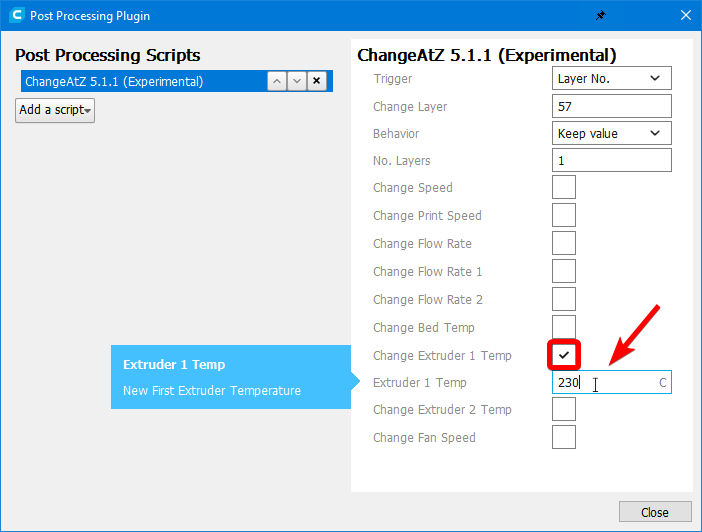 Post Processing Plugin
Post Processing Scripts
ChangeAtZ 5.1.1 (Experimental)
Add a script
ChangeAtZ 5.1.1 (Experimental)
Trigger Layer No.
Change Layer 57
Behavior Keep value
No. Layers 1
Change Speed
Change Print Speed
Change Flow Rate
Change Flow Rate 1
Change Flow Rate 2
Change Bed Temp
Change Extruder 1 Temp
Extruder 1 Temp 230 C
Change Extruder 2 Temp
Change Fan Speed
Extruder 1 Temp
New First Extruder Temperature
Close